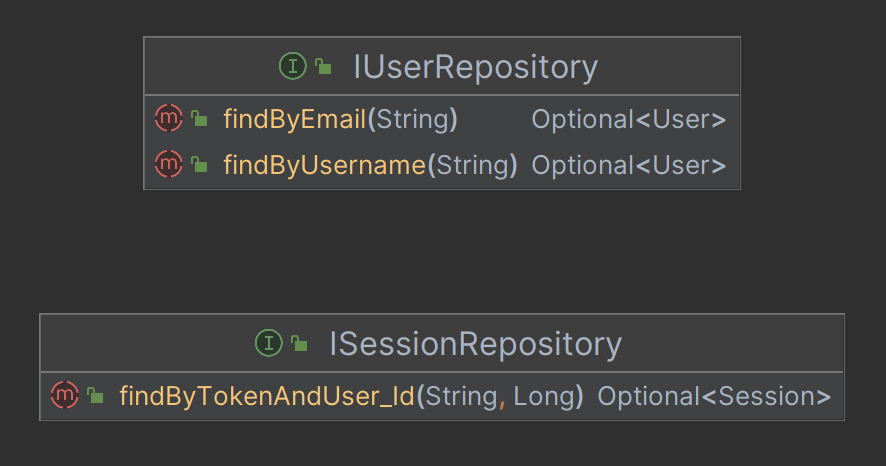 IUserRepository
findByEmail(String) Optional<User>
findByUsername(String) Optional<User>
ISessionRepository
findByTokenAndUser_Id(String, Long) Optional<Session>